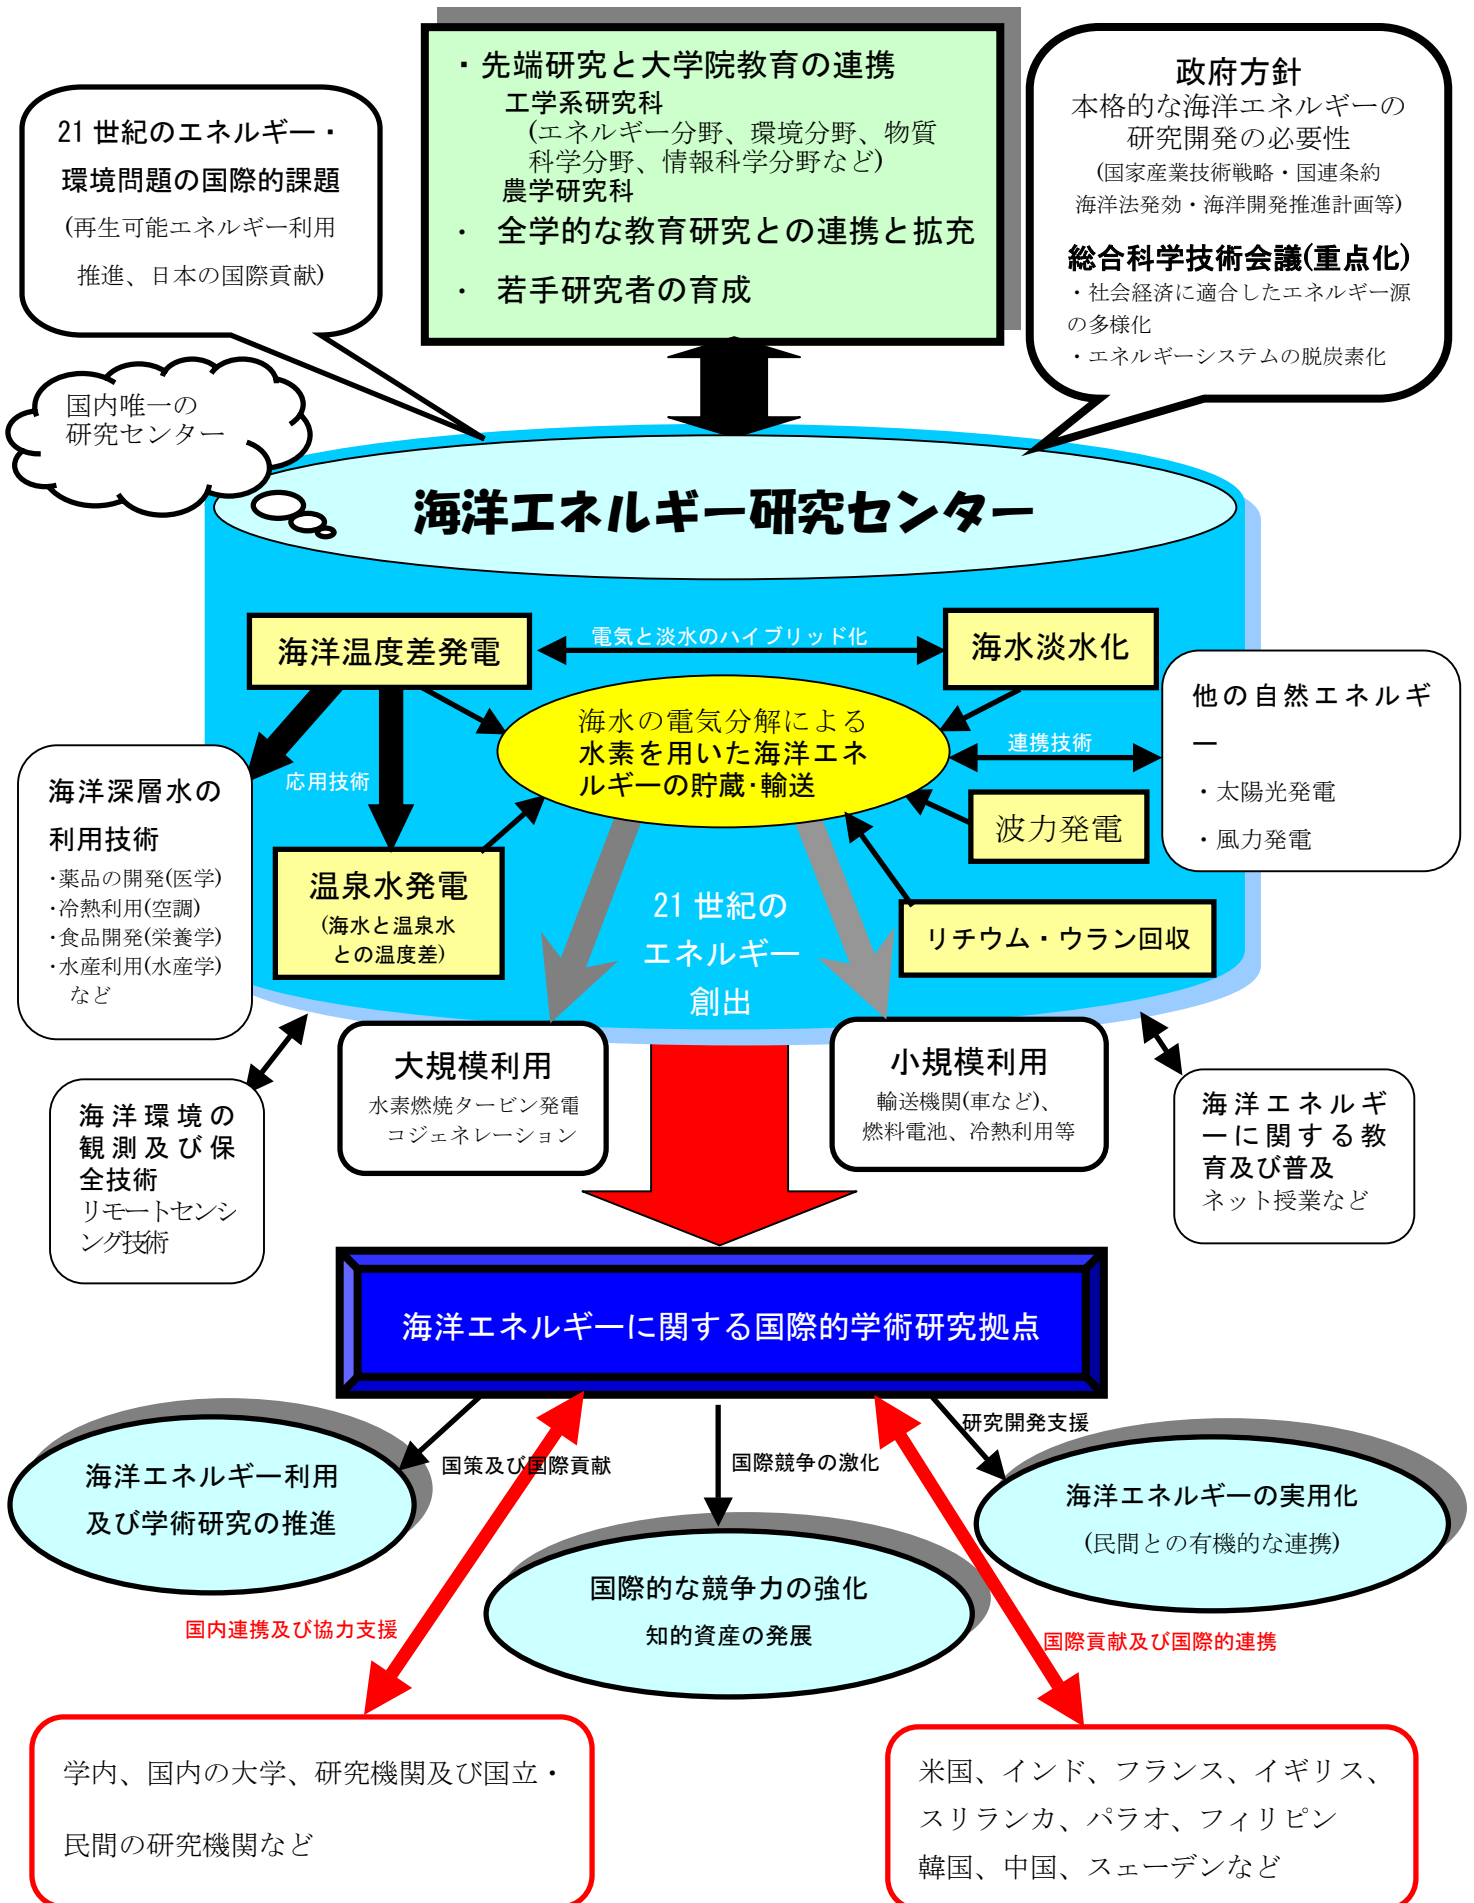 ・先端研究と大学院教育の連携
工学系研究科
(エネルギー分野、環境分野、物質
科学分野、情報科学分野など)
農学研究科
・ 全学的な教育研究との連携と拡充
・ 若手研究者の育成
21 世紀のエネルギー・
環境問題の国際的課題
(再生可能エネルギー利用
推進、日本の国際貢献)
政府方針
本格的な海洋エネルギーの
研究開発の必要性
(国家産業技術戦略・国連条約
海洋法発効・海洋開発推進計画等)
総合科学技術会議(重点化)
・社会経済に適合したエネルギー源
の多様化
・エネルギーシステムの脱炭素化
国内唯一の
研究センター
海洋エネルギー研究センター
海洋温度差発電
電気と淡水のハイブリッド化
海水淡水化
海水の電気分解による
水素を用いた海洋エネ
ルギーの貯蔵・輸送
連携技術
他の自然エネルギ
ー
・太陽光発電
・風力発電
応用技術
海洋深層水の
利用技術
・薬品の開発(医学)
・冷熱利用(空調)
・食品開発(栄養学)
・水産利用(水産学)
など
波力発電
温泉水発電
(海水と温泉水
との温度差)
21 世紀の
エネルギー
創出
リチウム・ウラン回収
大規模利用
水素燃焼タービン発電
コジェネレーション
小規模利用
輸送機関(車など)、
燃料電池、冷熱利用等
海洋環境の
観測及び保
全技術
リモートセンシ
ング技術
海洋エネルギ
ーに関する教
育及び普及
ネット授業など
海洋エネルギーに関する国際的学術研究拠点
国策及び国際貢献
国際競争の激化
研究開発支援
海洋エネルギー利用
及び学術研究の推進
国際的な競争力の強化
知的資産の発展
海洋エネルギーの実用化
(民間との有機的な連携)
国内連携及び協力支援
国際貢献及び国際的連携
学内、国内の大学、研究機関及び国立・
民間の研究機関など
米国、インド、フランス、イギリス、
スリランカ、パラオ、フィリピン
韓国、中国、スェーデンなど